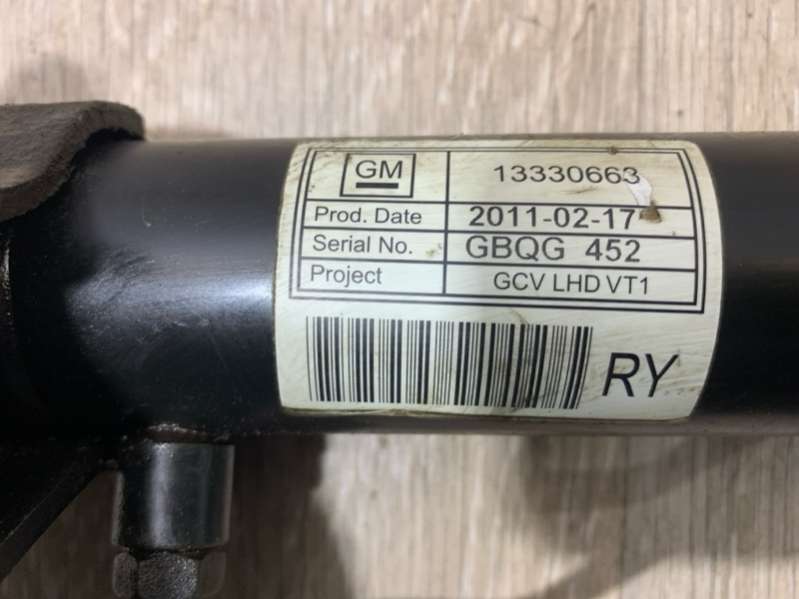 GM 13330663
Prod. Date 2011-02-17
Serial No. GBQG 452
Project GCV LHD VT1
RY